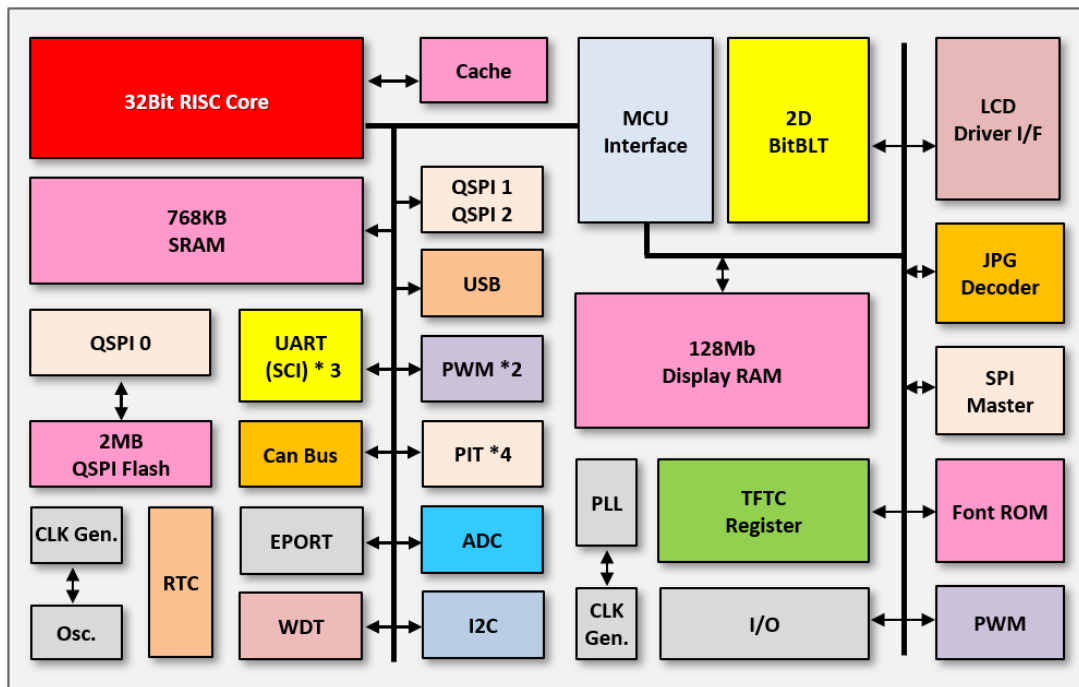 32Bit RISC Core
Cache
MCU
Interface
2D
BitBLT
LCD
Driver I/F
768KB
SRAM
QSPI 1
QSPI 2
USB
JPG
Decoder
QSPI 0
UART
(SCI) * 3
PWM *2
128Mb
Display RAM
SPI
Master
2MB
QSPI Flash
Can Bus
PIT *4
PLL
TFTC
Register
Font ROM
CLK Gen.
RTC
EPORT
ADC
Osc.
WDT
I2C
CLK
Gen.
I/O
PWM